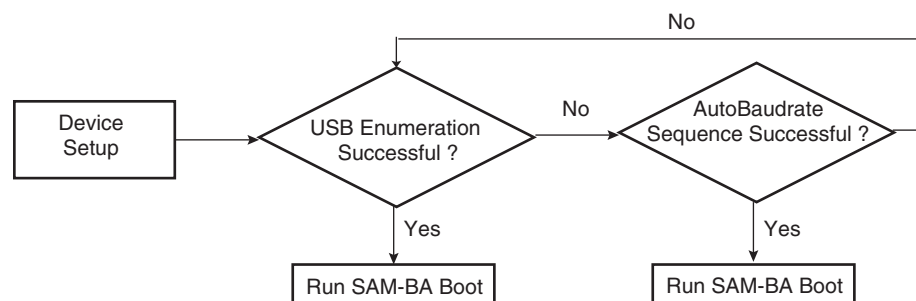 No
Device
Setup
USB Enumeration
Successful ?
No
AutoBaudrate
Sequence Successful ?
Yes
Yes
Run SAM-BA Boot
Run SAM-BA Boot